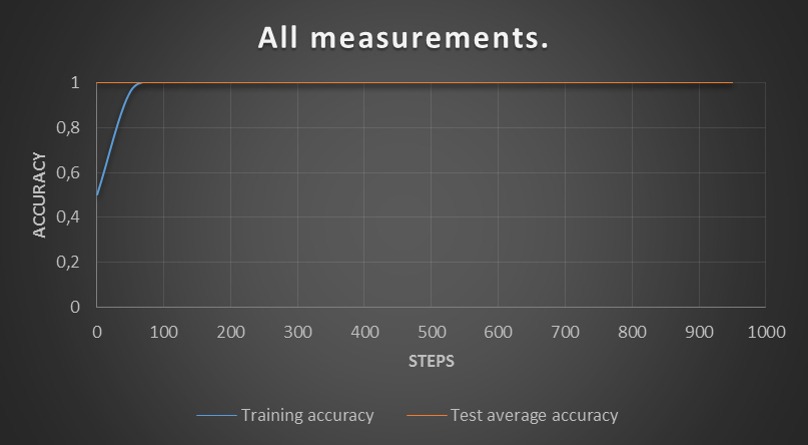 All measurements.
ACCURACY
1
0,8
0,6
0,4
0,2
0
0 100 200 300 400 500 600 700 800 900 1000
STEPS
Training accuracy Test average accuracy